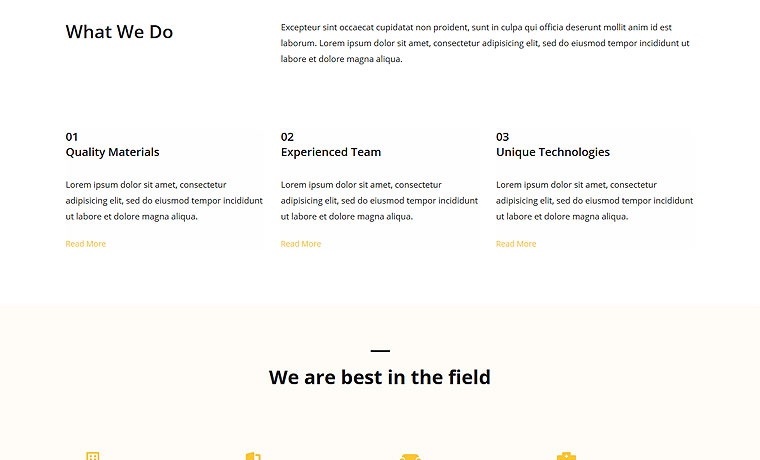 What We Do
Excepteur sint occaecat cupidatat non proident, sunt in culpa qui officia deserunt mollit anim id est
laborum. Lorem ipsum dolor sit amet, consectetur adipisicing elit, sed do eiusmod tempor incididunt ut
labore et dolore magna aliqua.
01
Quality Materials
Lorem ipsum dolor sit amet, consectetur
adipisicing elit, sed do eiusmod tempor incididunt
ut labore et dolore magna aliqua.
Read More
02
Experienced Team
Lorem ipsum dolor sit amet, consectetur
adipisicing elit, sed do eiusmod tempor incididunt
ut labore et dolore magna aliqua.
Read More
03
Unique Technologies
Lorem ipsum dolor sit amet, consectetur
adipisicing elit, sed do eiusmod tempor incididunt
ut labore et dolore magna aliqua.
Read More
We are best in the field